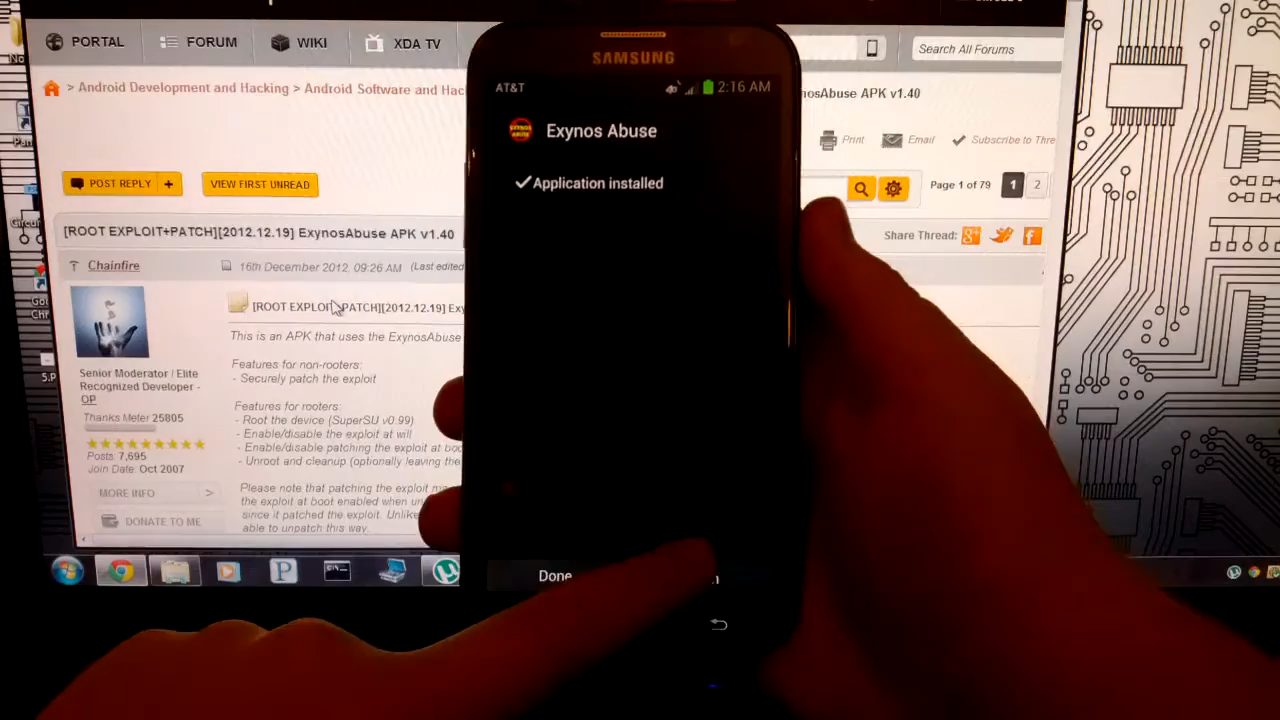 PORTAL
FORUM
WIKI
XDA TV
Search All Forums
> Android Development and Hacking > Android Software and Hac
nosAbuse APK v1.40
Print
Email
Subscribe to Thre
POST REPLY +
VIEW FIRST UNREAD
Page 1 of 79
1
2
[ROOT EXPLOIT+PATCH][2012.12.19] ExynosAbuse APK v1.40
Share Thread:
Chainfire
16th December 2012, 09:26 AM (Last edited
[ROOT EXPLOIT+PATCH][2012.12.19] Exy
This is an APK that uses the ExynosAbuse
Features for non-rooters:
- Securely patch the exploit
Features for rooters:
- Root the device (SuperSU v0.99)
- Enable/disable the exploit at will
- Enable/disable patching the exploit at boo
- Unroot and cleanup (optionally leaving the
Please note that patching the exploit m
the exploit at boot enabled when un
since it patched the exploit. Unlike
able to unpatch this way.
Senior Moderator / Elite
Recognized Developer -
OP
Thanks Meter 25805
Posts: 7,695
Join Date: Oct 2007
MORE INFO >
DONATE TO ME
SAMSUNG
AT&T
4G
2:16 AM
EXYNOS
ABUSE
Exynos Abuse
Application installed
Done